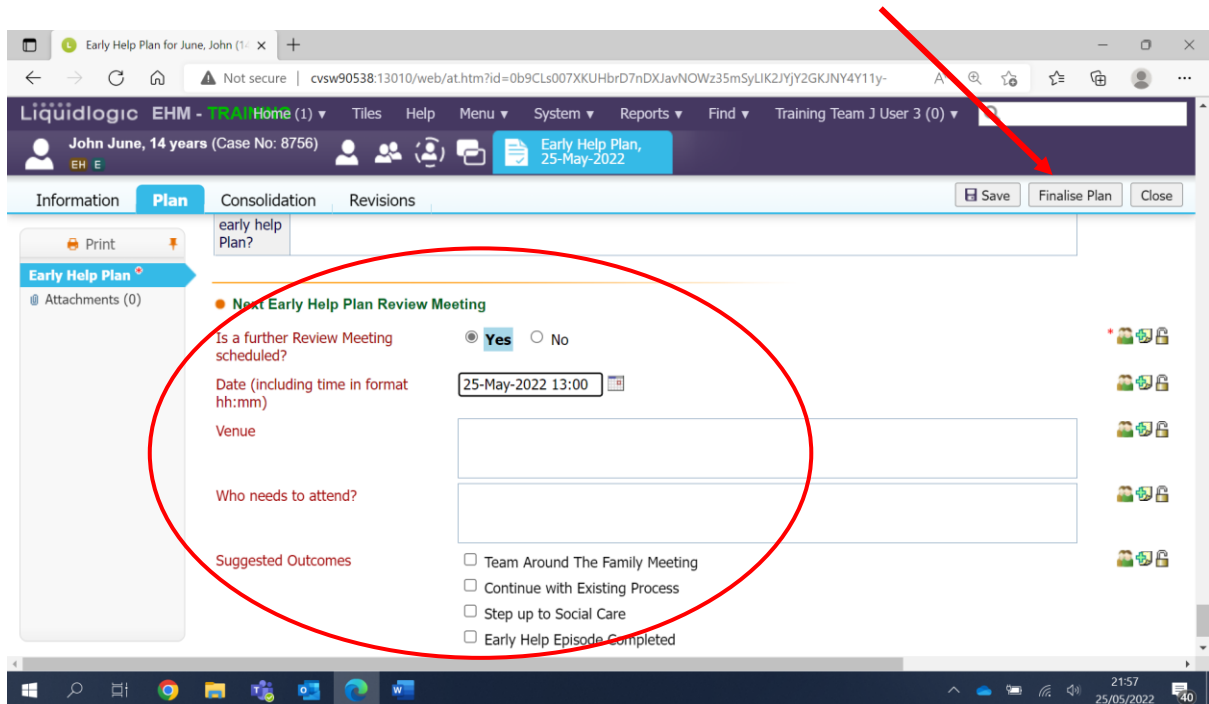 Early Help Plan for June, John (14
Not secure | cvsw90538:13010/web/at.htm?id=0b9CLs007XKUHbrD7nDXJavNOWz35mSyLlK2JYjY2GKJNY4Y11y-
Liquidlogic EHM - TRAINING Home (1) Tiles Help Menu System Reports Find Training Team J User 3 (0)
John June, 14 years (Case No: 8756)
EH E
Early Help Plan,
25-May-2022
Information Plan Consolidation Revisions Save Finalise Plan Close
Print
Early Help Plan
Attachments (0)
early help
Plan?
Next Early Help Plan Review Meeting
Is a further Review Meeting
scheduled?
Yes No
*
Date (including time in format
hh:mm)
25-May-2022 13:00
Venue
Who needs to attend?
Suggested Outcomes
Team Around The Family Meeting
Continue with Existing Process
Step up to Social Care
Early Help Episode Completed
21:57
25/05/2022
40